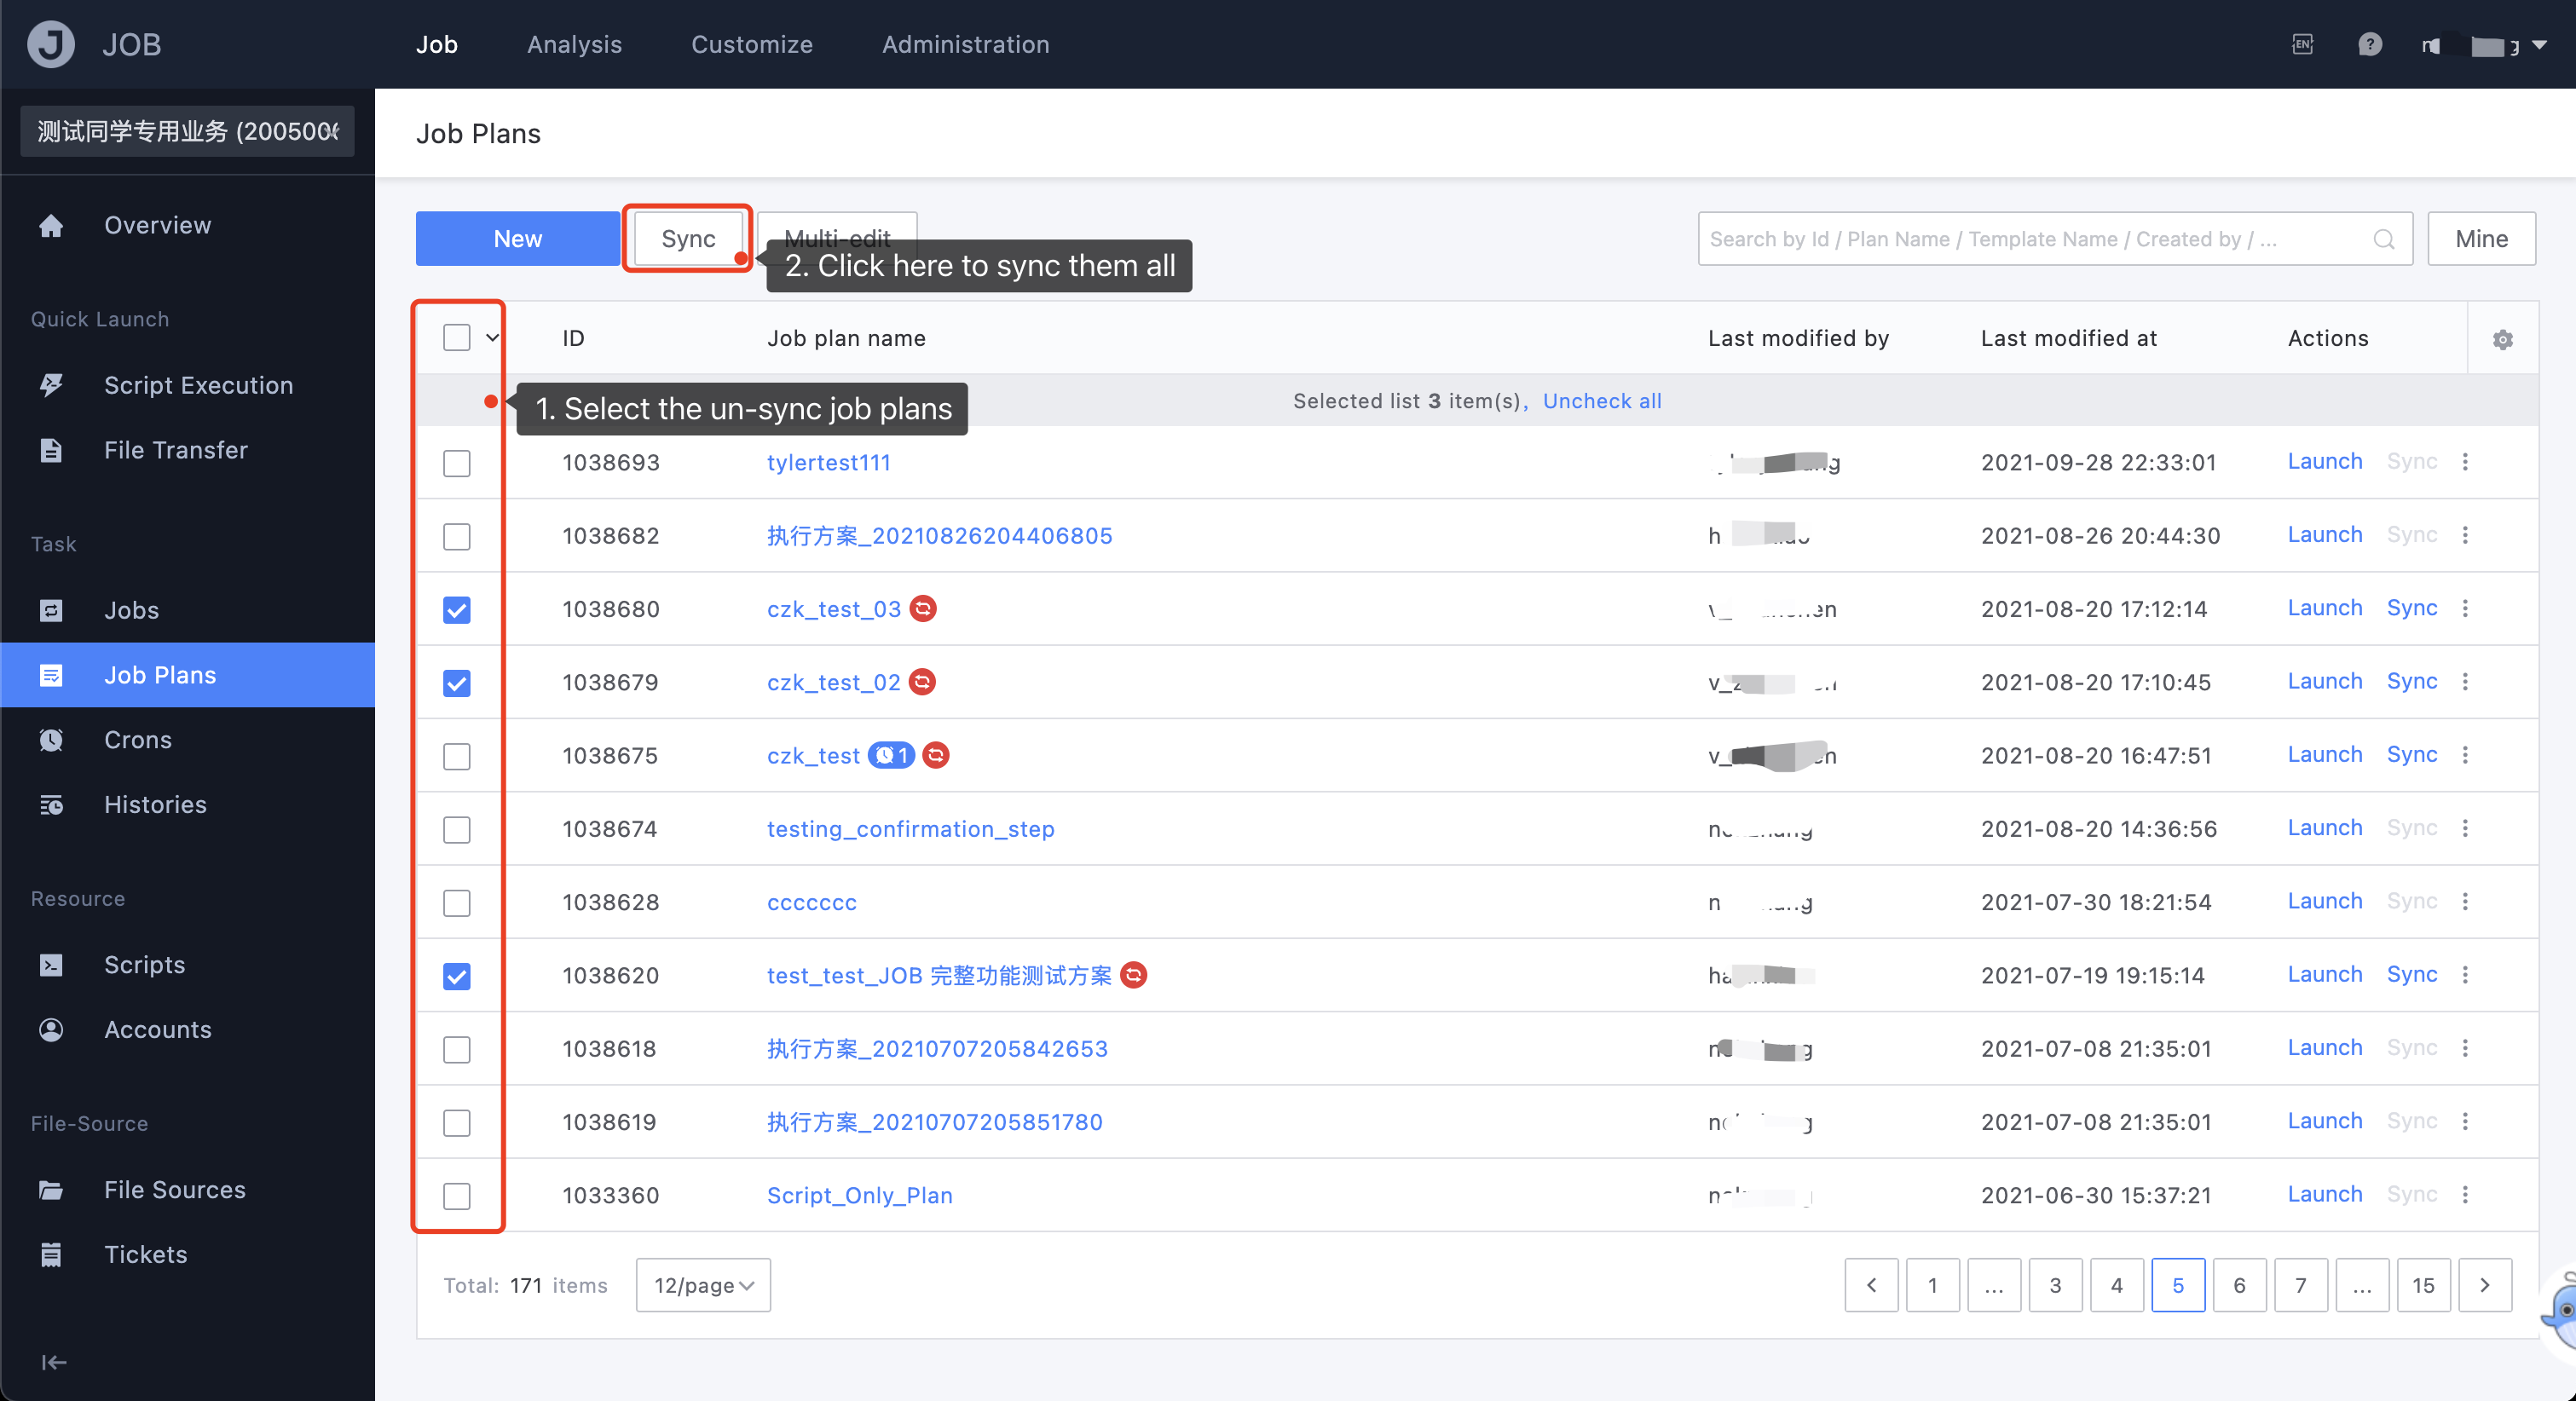 JOB
Job Analysis Customize Administration
EN ?
测试同学专用业务 (200500
Job Plans
Overview
Quick Launch
Script Execution
File Transfer
Task
Jobs
Job Plans
Crons
Histories
Resource
Scripts
Accounts
File-Source
File Sources
Tickets
New Sync Multi-edit
2. Click here to sync them all
Search by Id / Plan Name / Template Name / Created by / ... Mine
ID Job plan name Last modified by Last modified at Actions
1. Select the un-sync job plans
Selected list 3 item(s), Uncheck all
1038693 tylertest111 2021-09-28 22:33:01 Launch Sync
1038682 执行方案_20210826204406805 2021-08-26 20:44:30 Launch Sync
1038680 czk_test_03 2021-08-20 17:12:14 Launch Sync
1038679 czk_test_02 2021-08-20 17:10:45 Launch Sync
1038675 czk_test 1 2021-08-20 16:47:51 Launch Sync
1038674 testing_confirmation_step 2021-08-20 14:36:56 Launch Sync
1038628 ccccccc 2021-07-30 18:21:54 Launch Sync
1038620 test_test_JOB 完整功能测试方案 2021-07-19 19:15:14 Launch Sync
1038618 执行方案_20210707205842653 2021-07-08 21:35:01 Launch Sync
1038619 执行方案_20210707205851780 2021-07-08 21:35:01 Launch Sync
1033360 Script_Only_Plan 2021-06-30 15:37:21 Launch Sync
Total: 171 items 12/page 1 ... 3 4 5 6 7 ... 15